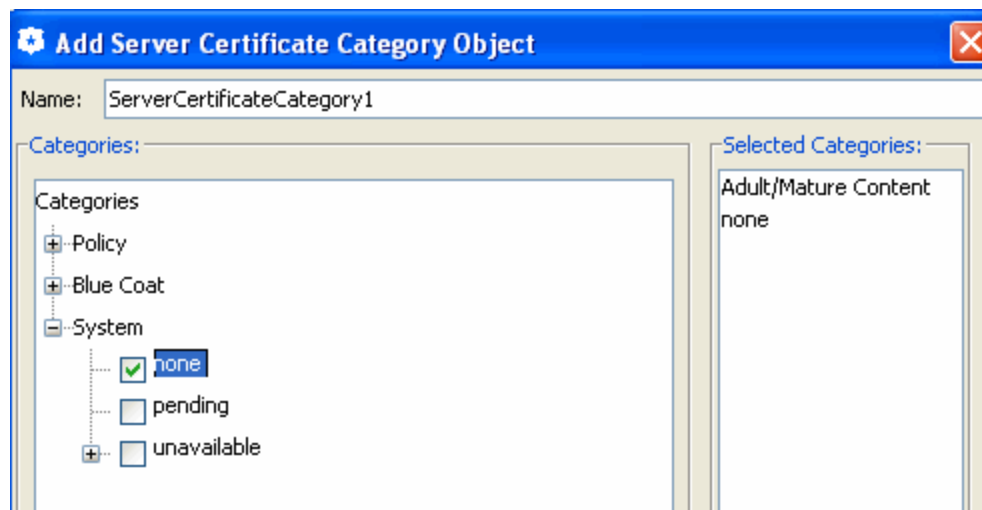 Add Server Certificate Category Object
Name: ServerCertificateCategory1
Categories:
Categories
Policy
Blue Coat
System
none
pending
unavailable
Selected Categories:
Adult/Mature Content
none